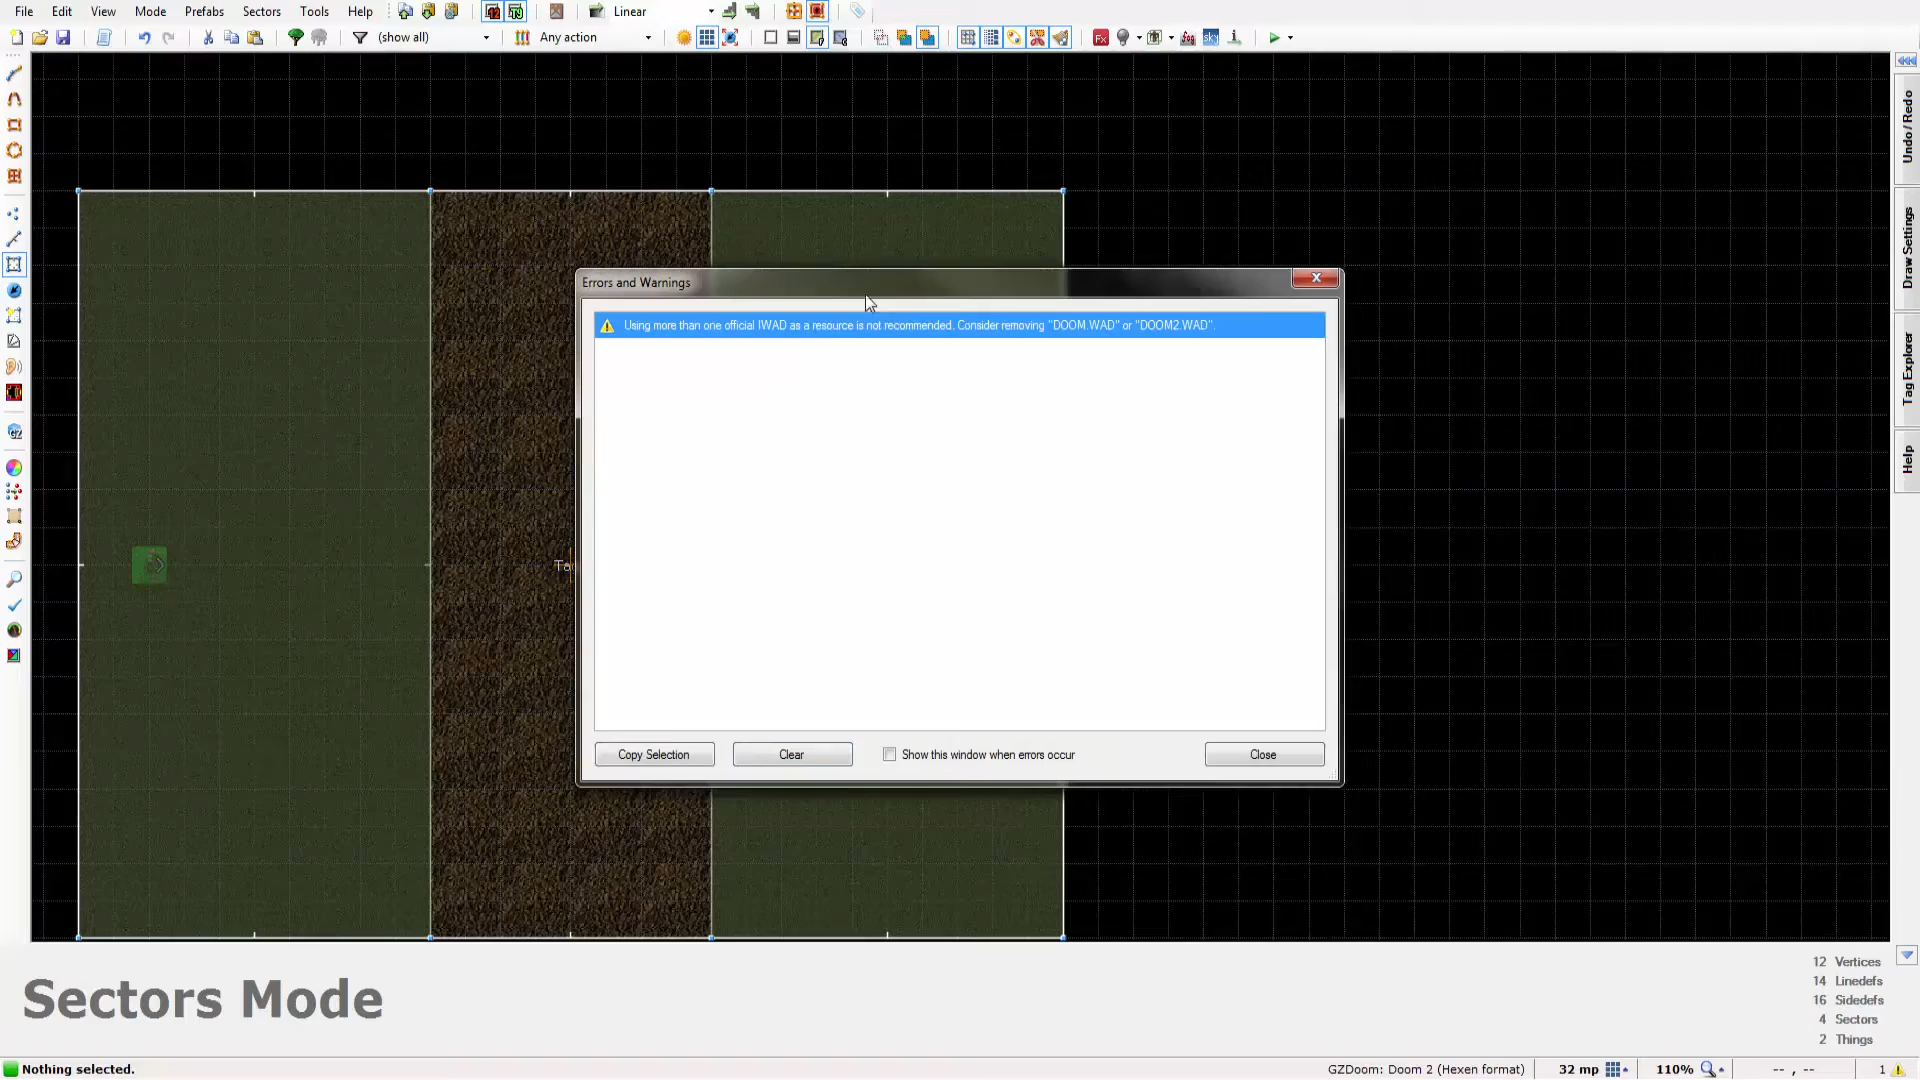 File Edit View Mode Prefabs Sectors Tools Help Linear
(show all) Any action
Undo / Redo
Draw Settings
Tag Explorer
Help
Errors and Warnings
Using more than one official IWAD as a resource is not recommended. Consider removing "DOOM.WAD" or "DOOM2.WAD".
Copy Selection Clear Show this window when errors occur Close
Sectors Mode
12 Vertices
14 Linedefs
16 Sidedefs
4 Sectors
2 Things
Nothing selected. GZDoom: Doom 2 (Hexen format) 32 mp 110% -- , -- 1